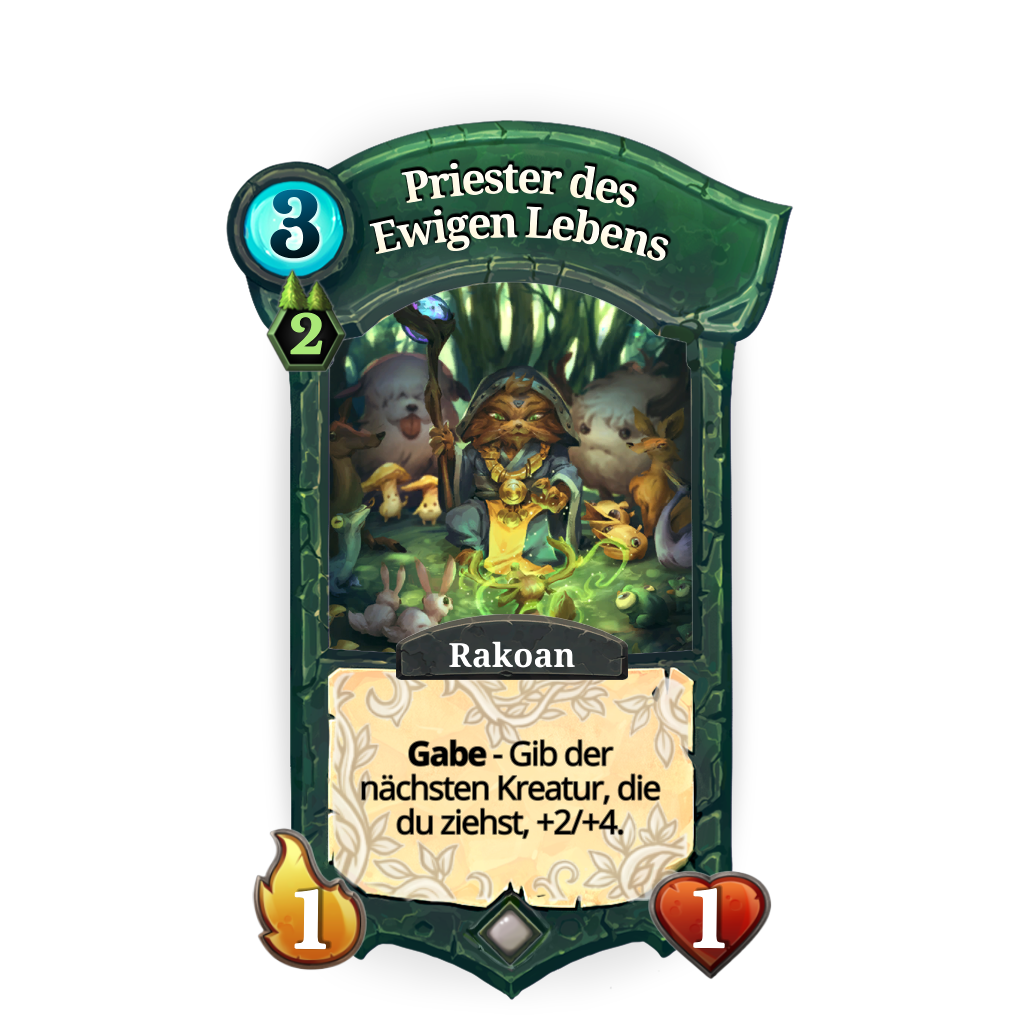 3
Priester des
Ewigen Lebens
2
Rakoan
Gabe - Gib der
nächsten Kreatur, die
du ziehst, +2/+4.
1
1